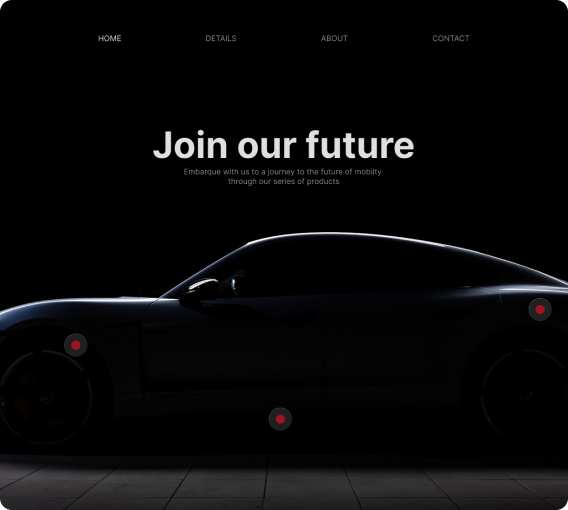 HOME
DETAILS
ABOUT
CONTACT
Join our future
Embarque with us to a journey to the future of mobilty
through our series of products